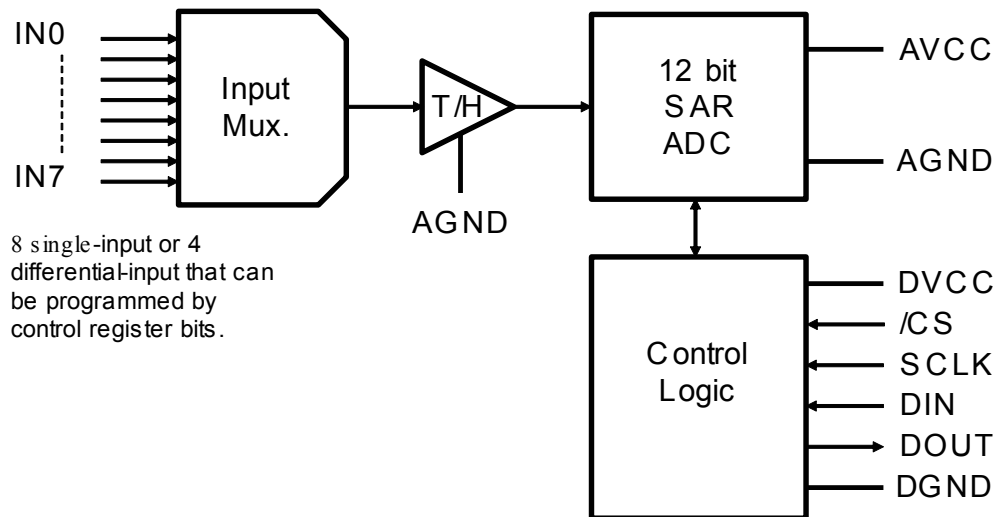 IN0
IN7
Input
Mux.
T/H
AGND
12 bit
SAR
ADC
AVCC
AGND
8 single-input or 4
differential-input that can
be programmed by
control register bits.
Control
Logic
DVCC
/CS
SCLK
DIN
DOUT
DGND